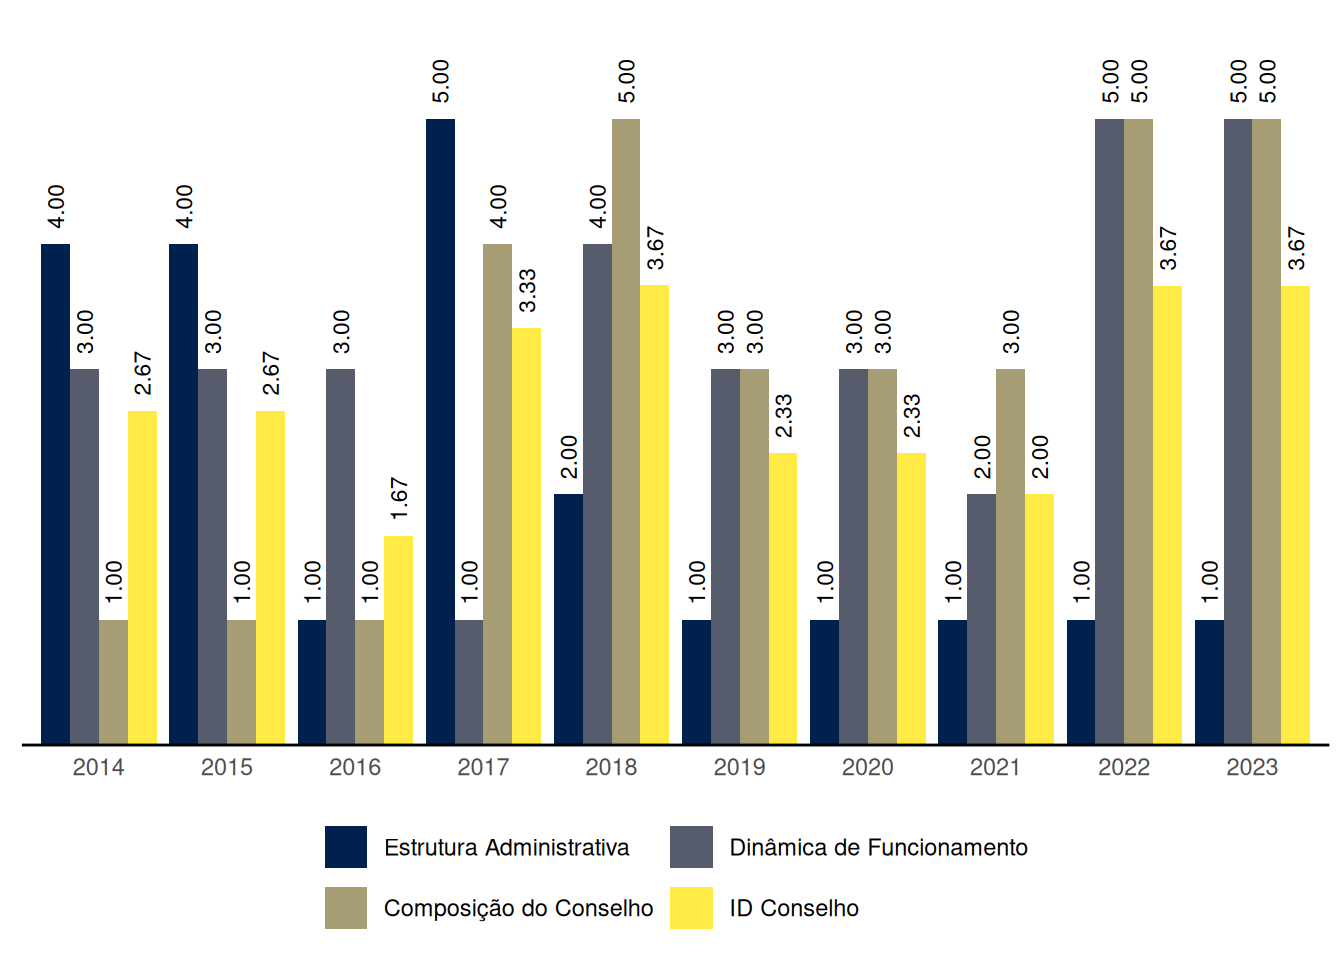 4.00 3.00 1.00 2.67
4.00 3.00 1.00 2.67
1.00 3.00 1.00 1.67
5.00 1.00 4.00 3.33
2.00 4.00 5.00 3.67
1.00 3.00 3.00 2.33
1.00 3.00 3.00 2.33
1.00 2.00 3.00 2.00
1.00 5.00 5.00 3.67
1.00 5.00 5.00 3.67
2014 2015 2016 2017 2018 2019 2020 2021 2022 2023
Estrutura Administrativa Dinâmica de Funcionamento
Composição do Conselho ID Conselho